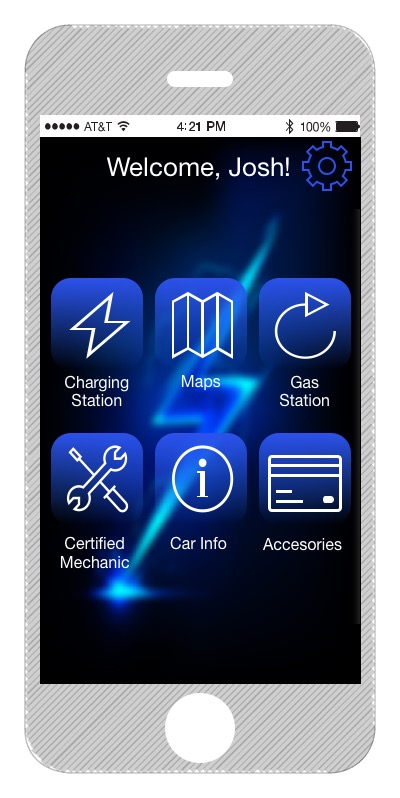 AT&T 4:21 PM 100%
Welcome, Josh!
Charging
Station
Maps
Gas
Station
Certified
Mechanic
Car Info
Accesories